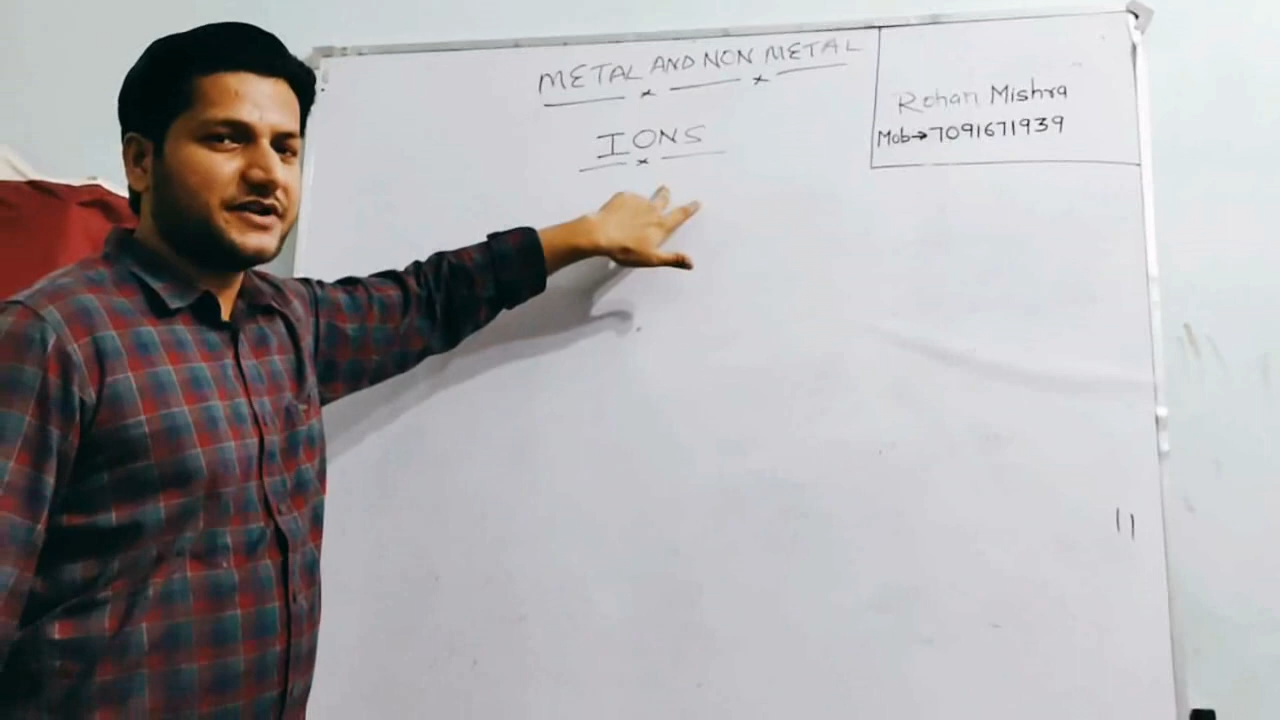 METAL AND NON METAL
IONS
Rohan Mishra
Mob→7091671939
11